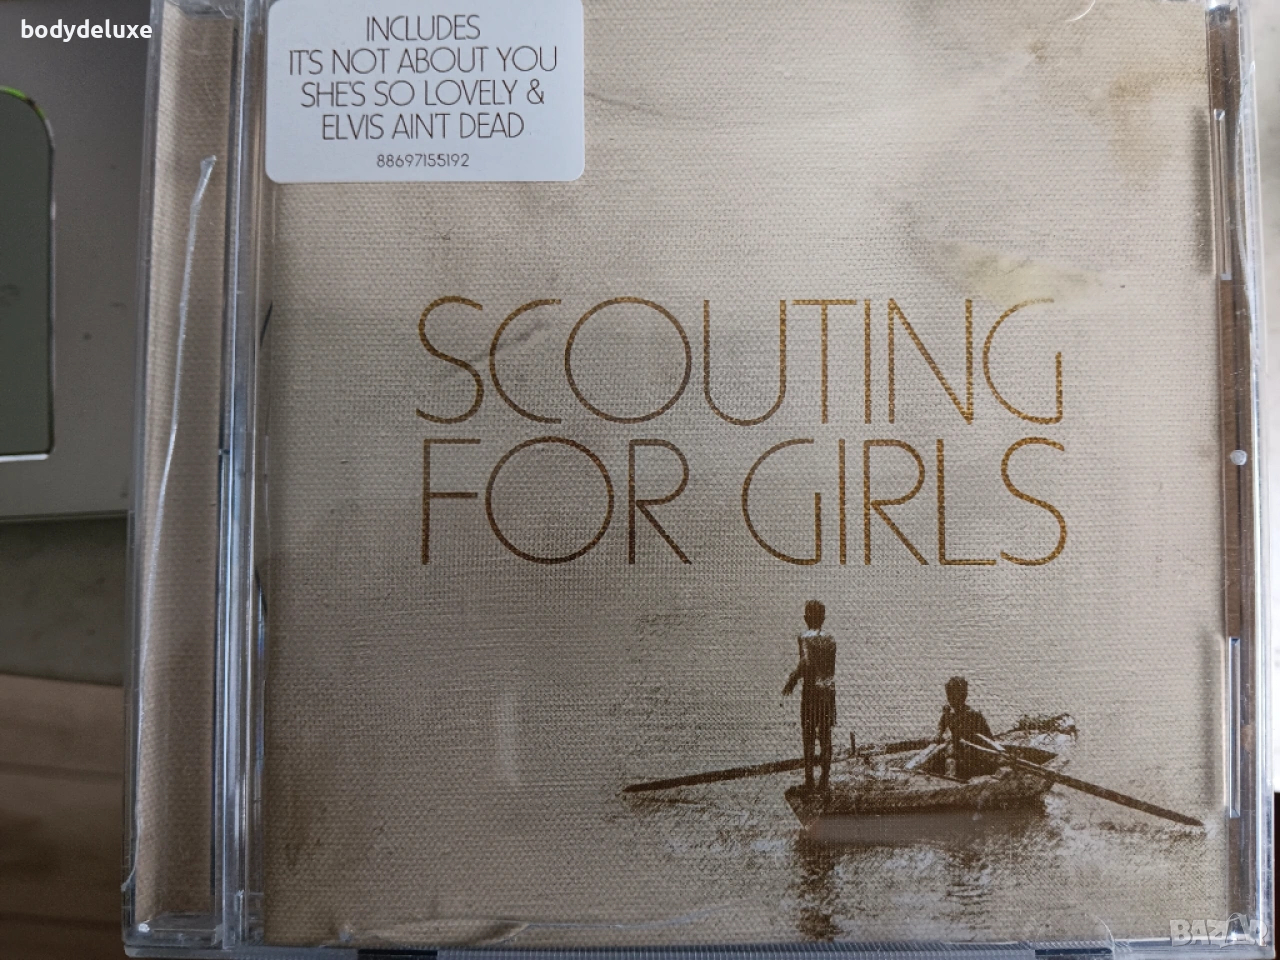 bodydeluxe
INCLUDES
IT'S NOT ABOUT YOU
SHE'S SO LOVELY &
ELVIS AIN'T DEAD
88697155192
SCOUTING
FOR GIRLS
BAZAR